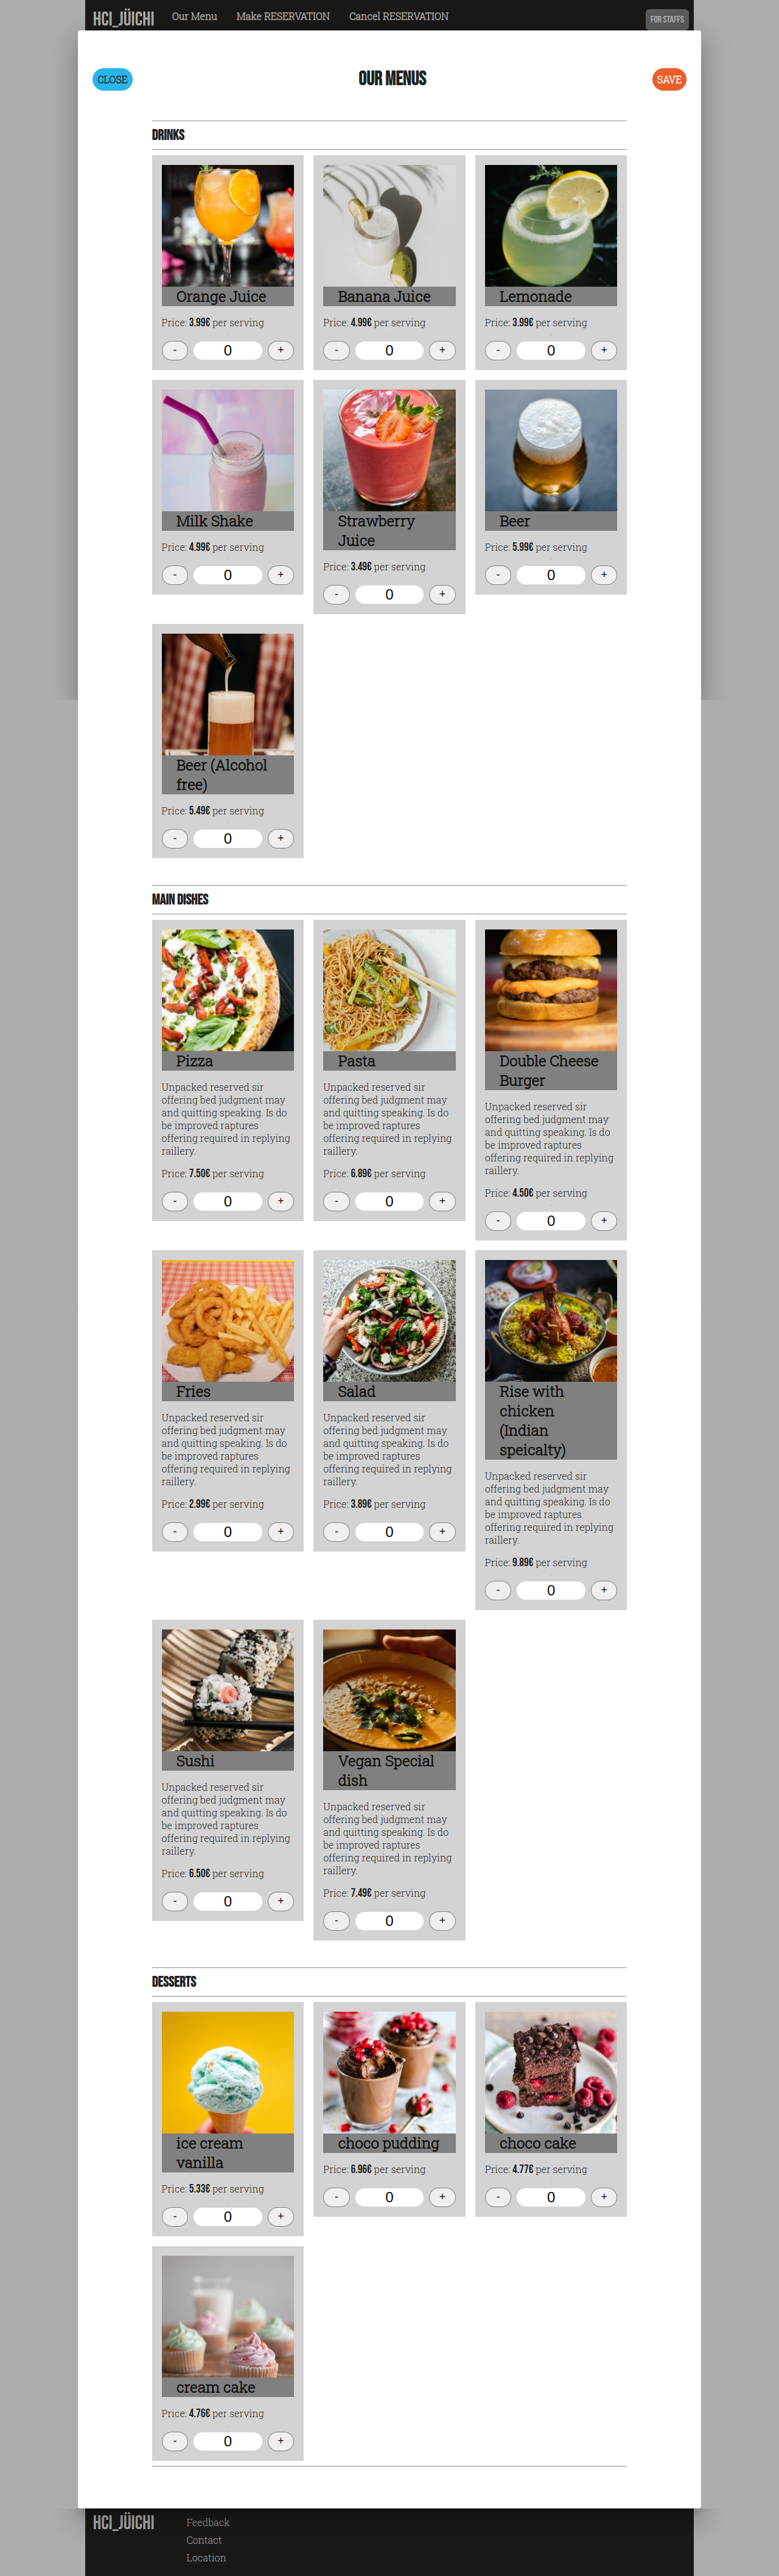 HCI_JÜICHI Our Menu Make RESERVATION Cancel RESERVATION FOR STAFFS
CLOSE OUR MENUS SAVE
DRINKS
Orange Juice
Price: 3.99€ per serving
- 0 +
Banana Juice
Price: 4.99€ per serving
- 0 +
Lemonade
Price: 3.99€ per serving
- 0 +
Milk Shake
Price: 4.99€ per serving
- 0 +
Strawberry
Juice
Price: 3.49€ per serving
- 0 +
Beer
Price: 5.99€ per serving
- 0 +
Beer (Alcohol
free)
Price: 5.49€ per serving
- 0 +
MAIN DISHES
Pizza
Unpacked reserved sir
offering bed judgment may
and quitting speaking. Is do
be improved raptures
offering required in replying
raillery.
Price: 7.50€ per serving
- 0 +
Pasta
Unpacked reserved sir
offering bed judgment may
and quitting speaking. Is do
be improved raptures
offering required in replying
raillery.
Price: 6.89€ per serving
- 0 +
Double Cheese
Burger
Unpacked reserved sir
offering bed judgment may
and quitting speaking. Is do
be improved raptures
offering required in replying
raillery.
Price: 4.50€ per serving
- 0 +
Fries
Unpacked reserved sir
offering bed judgment may
and quitting speaking. Is do
be improved raptures
offering required in replying
raillery.
Price: 2.99€ per serving
- 0 +
Salad
Unpacked reserved sir
offering bed judgment may
and quitting speaking. Is do
be improved raptures
offering required in replying
raillery.
Price: 3.89€ per serving
- 0 +
Rise with
chicken
(Indian
speicalty)
Unpacked reserved sir
offering bed judgment may
and quitting speaking. Is do
be improved raptures
offering required in replying
raillery.
Price: 9.89€ per serving
- 0 +
Sushi
Unpacked reserved sir
offering bed judgment may
and quitting speaking. Is do
be improved raptures
offering required in replying
raillery.
Price: 6.50€ per serving
- 0 +
Vegan Special
dish
Unpacked reserved sir
offering bed judgment may
and quitting speaking. Is do
be improved raptures
offering required in replying
raillery.
Price: 7.49€ per serving
- 0 +
DESSERTS
ice cream
vanilla
Price: 5.33€ per serving
- 0 +
choco pudding
Price: 6.96€ per serving
- 0 +
choco cake
Price: 4.77€ per serving
- 0 +
cream cake
Price: 4.76€ per serving
- 0 +
HCI_JÜICHI
Feedback
Contact
Location